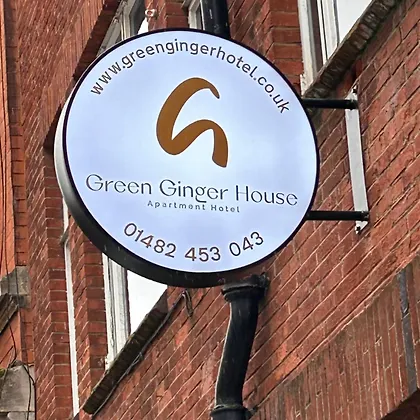 www.greengingerhotel.co.uk
Green Ginger House
Apartment Hotel
01482 453 043